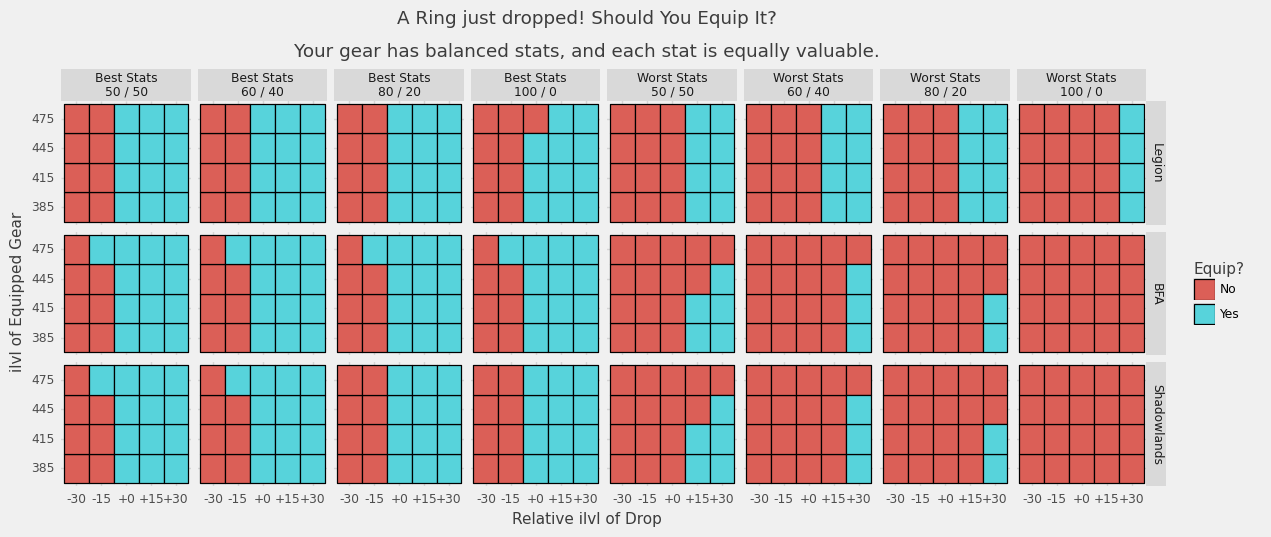 A Ring just dropped! Should You Equip It?
Your gear has balanced stats, and each stat is equally valuable.
Best Stats Best Stats Best Stats Best Stats Worst Stats Worst Stats Worst Stats Worst Stats
50 / 50 60 / 40 80 / 20 100 / 0 50 / 50 60 / 40 80 / 20 100 / 0
ilvl of Equipped Gear
475
445
415
385
Legion
475
445
415
385
BFA
475
445
415
385
Shadowlands
-30 -15 +0 +15 +30 -30 -15 +0 +15 +30 -30 -15 +0 +15 +30 -30 -15 +0 +15 +30 -30 -15 +0 +15 +30 -30 -15 +0 +15 +30 -30 -15 +0 +15 +30 -30 -15 +0 +15 +30
Relative ilvl of Drop
Equip?
No
Yes